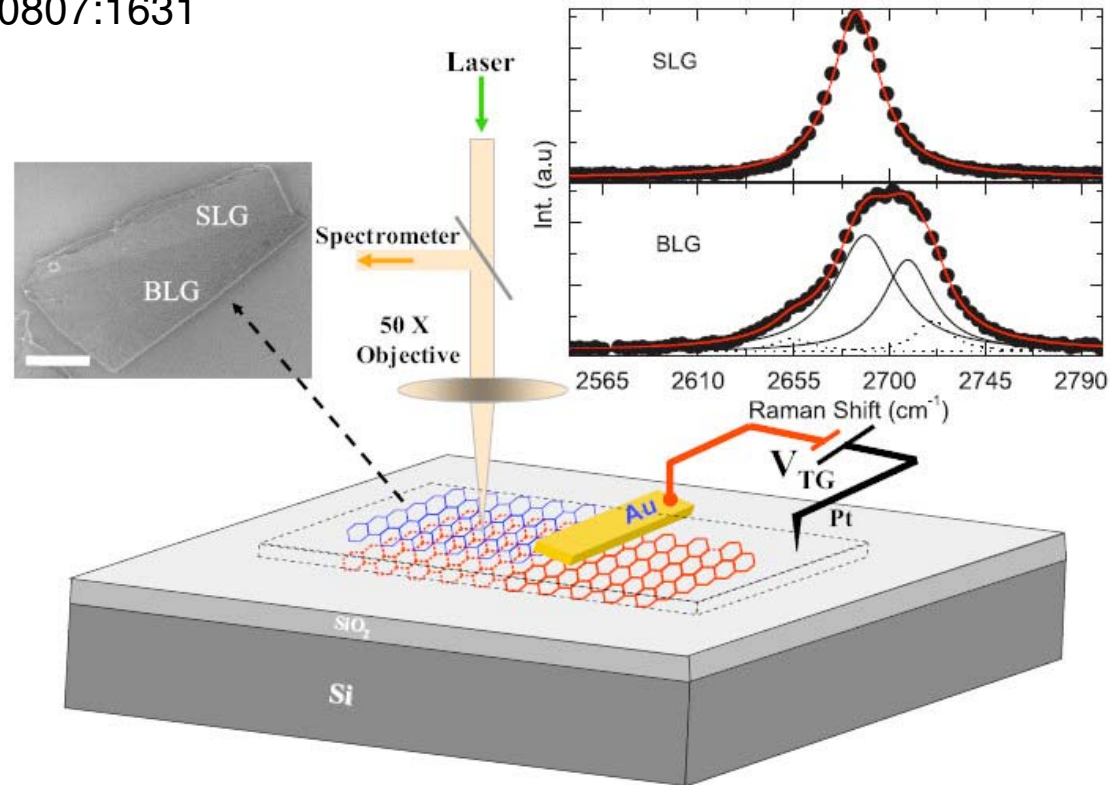 0807:1631
Laser
SLG
Int. (a.u)
BLG
SLG
BLG
Spectrometer
50 X
Objective
2565 2610 2655 2700 2745 2790
Raman Shift (cm⁻¹)
V_TG
Au
Pt
SiO₂
Si